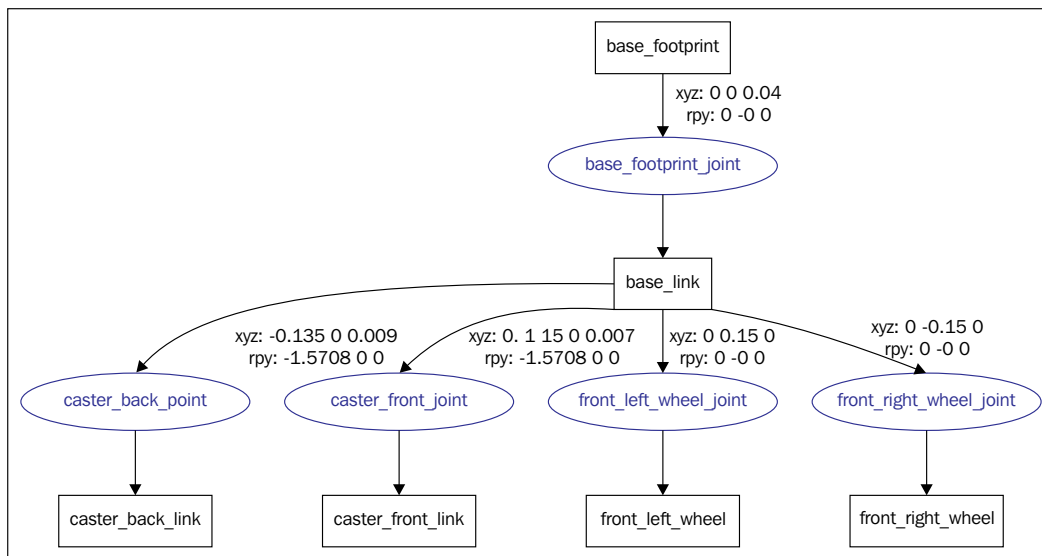 base_footprint
xyz: 0 0 0.04
rpy: 0 -0 0
base_footprint_joint
base_link
xyz: -0.135 0 0.009
rpy: -1.5708 0 0
xyz: 0. 1 15 0 0.007
rpy: -1.5708 0 0
xyz: 0 0.15 0
rpy: 0 -0 0
xyz: 0 -0.15 0
rpy: 0 -0 0
caster_back_point
caster_front_joint
front_left_wheel_joint
front_right_wheel_joint
caster_back_link
caster_front_link
front_left_wheel
front_right_wheel